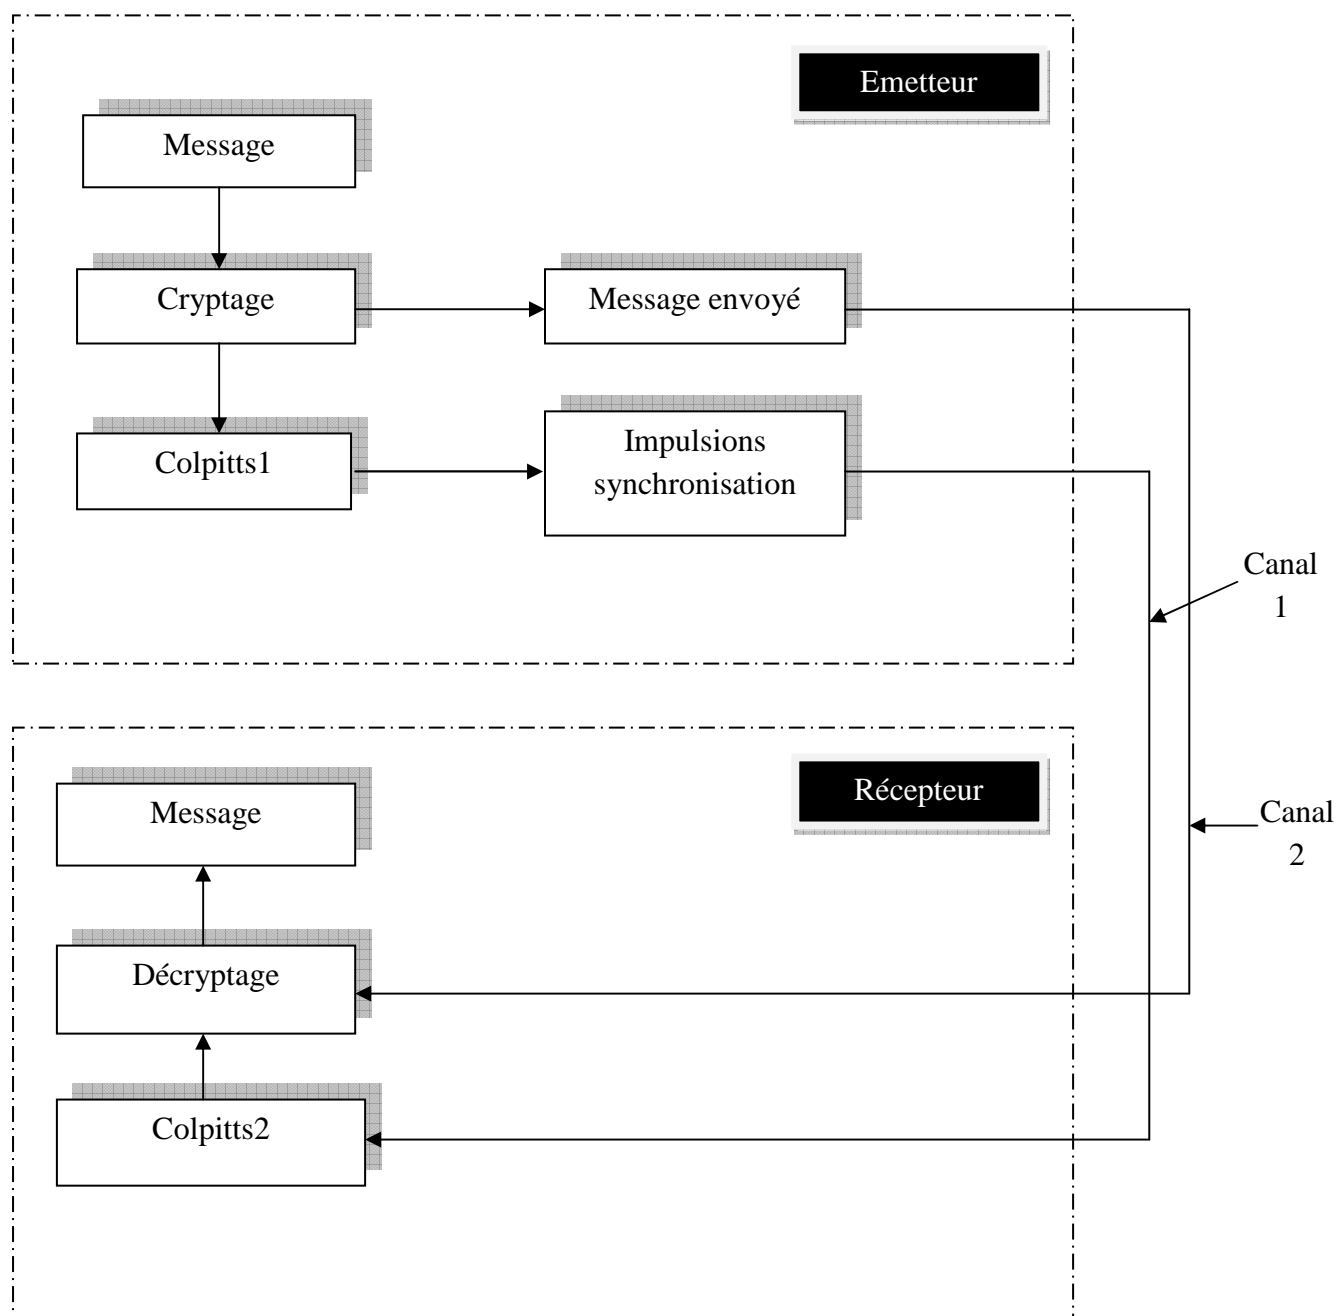 Emetteur
Message
Cryptage
Message envoyé
Colpitts1
Impulsions
synchronisation
Canal
1
Récepteur
Message
Canal
2
Décryptage
Colpitts2